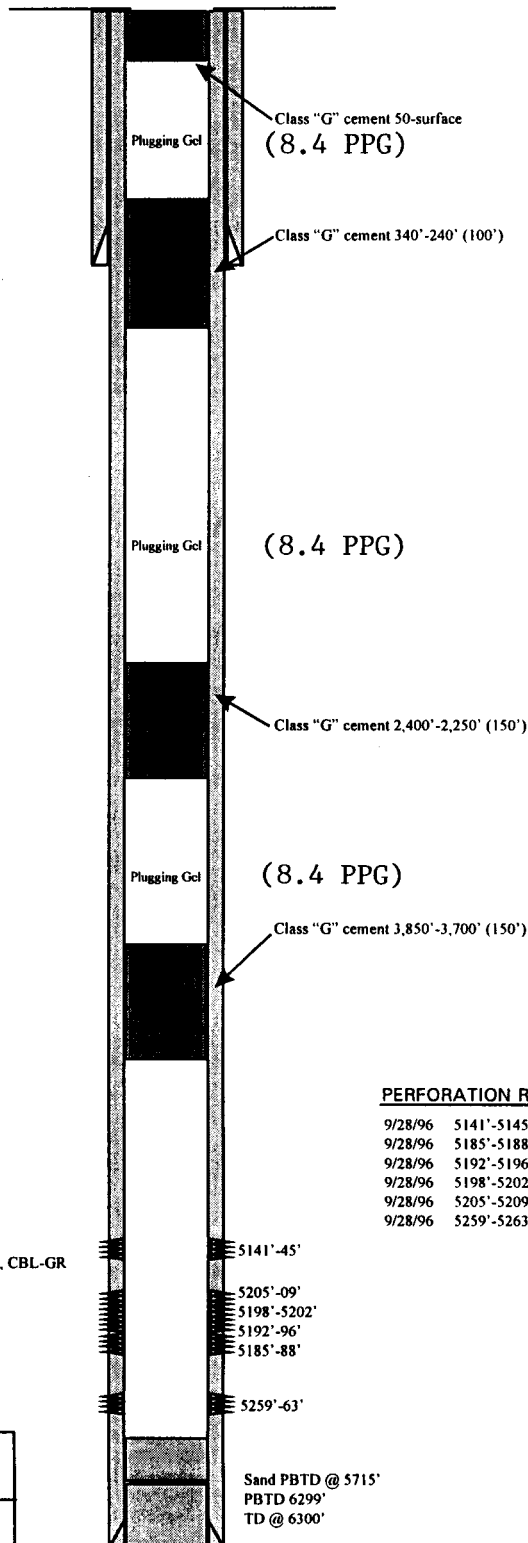 Class "G" cement 50-surface
(8.4 PPG)
Plugging Gel
Class "G" cement 340'-240' (100')
Plugging Gel
(8.4 PPG)
Class "G" cement 2,400'-2,250' (150')
Plugging Gel
(8.4 PPG)
Class "G" cement 3,850'-3,700' (150')
PERFORATION R
9/28/96 5141'-5145
9/28/96 5185'-5188
9/28/96 5192'-5196
9/28/96 5198'-5202
9/28/96 5205'-5209
9/28/96 5259'-5263
5141'-45'
, CBL-GR
5205'-09'
5198'-5202'
5192'-96'
5185'-88'
5259'-63'
Sand PBTD @ 5715'
PBTD 6299'
TD @ 6300'